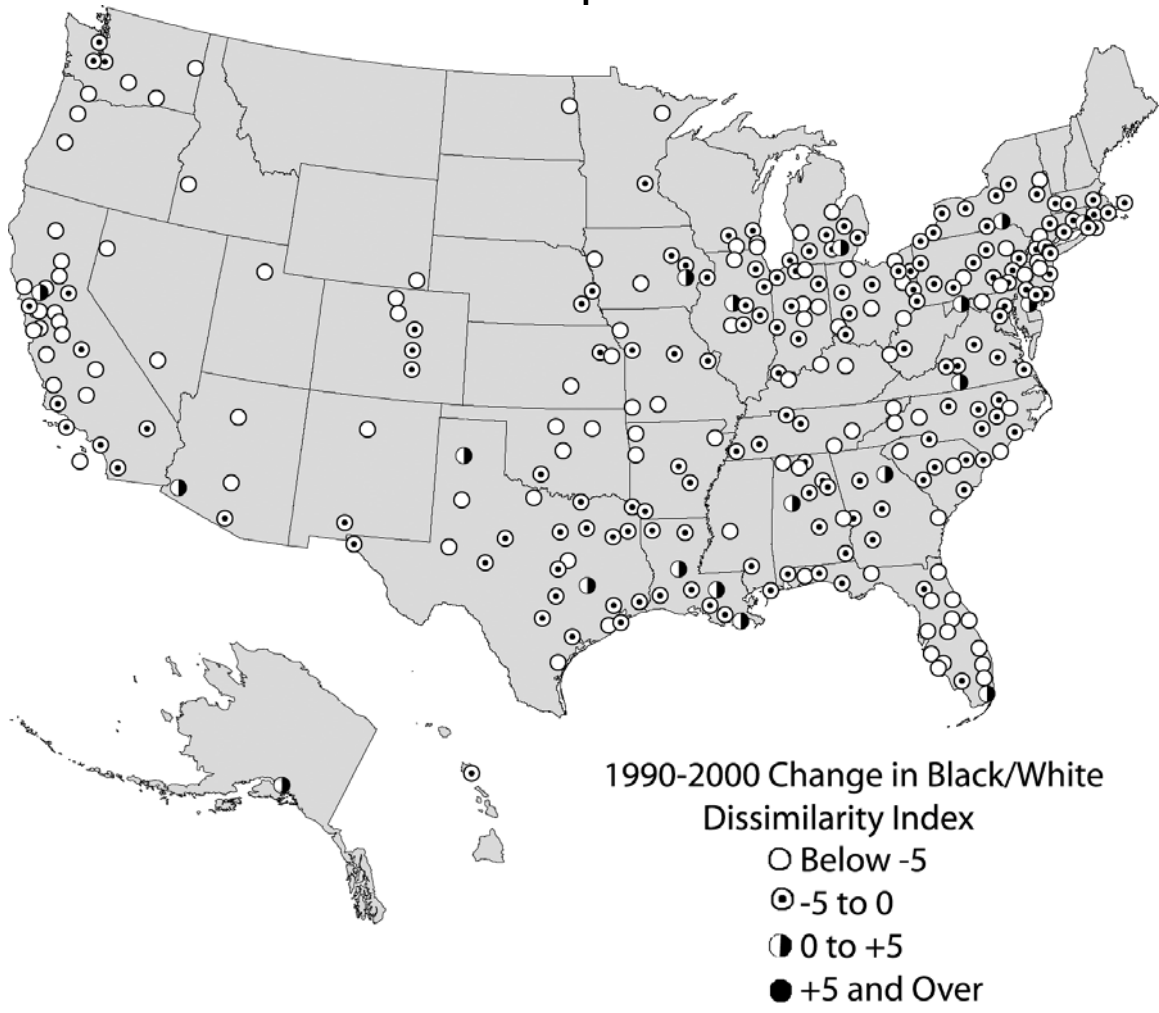 1990-2000 Change in Black/White
Dissimilarity Index
Below -5
-5 to 0
0 to +5
+5 and Over